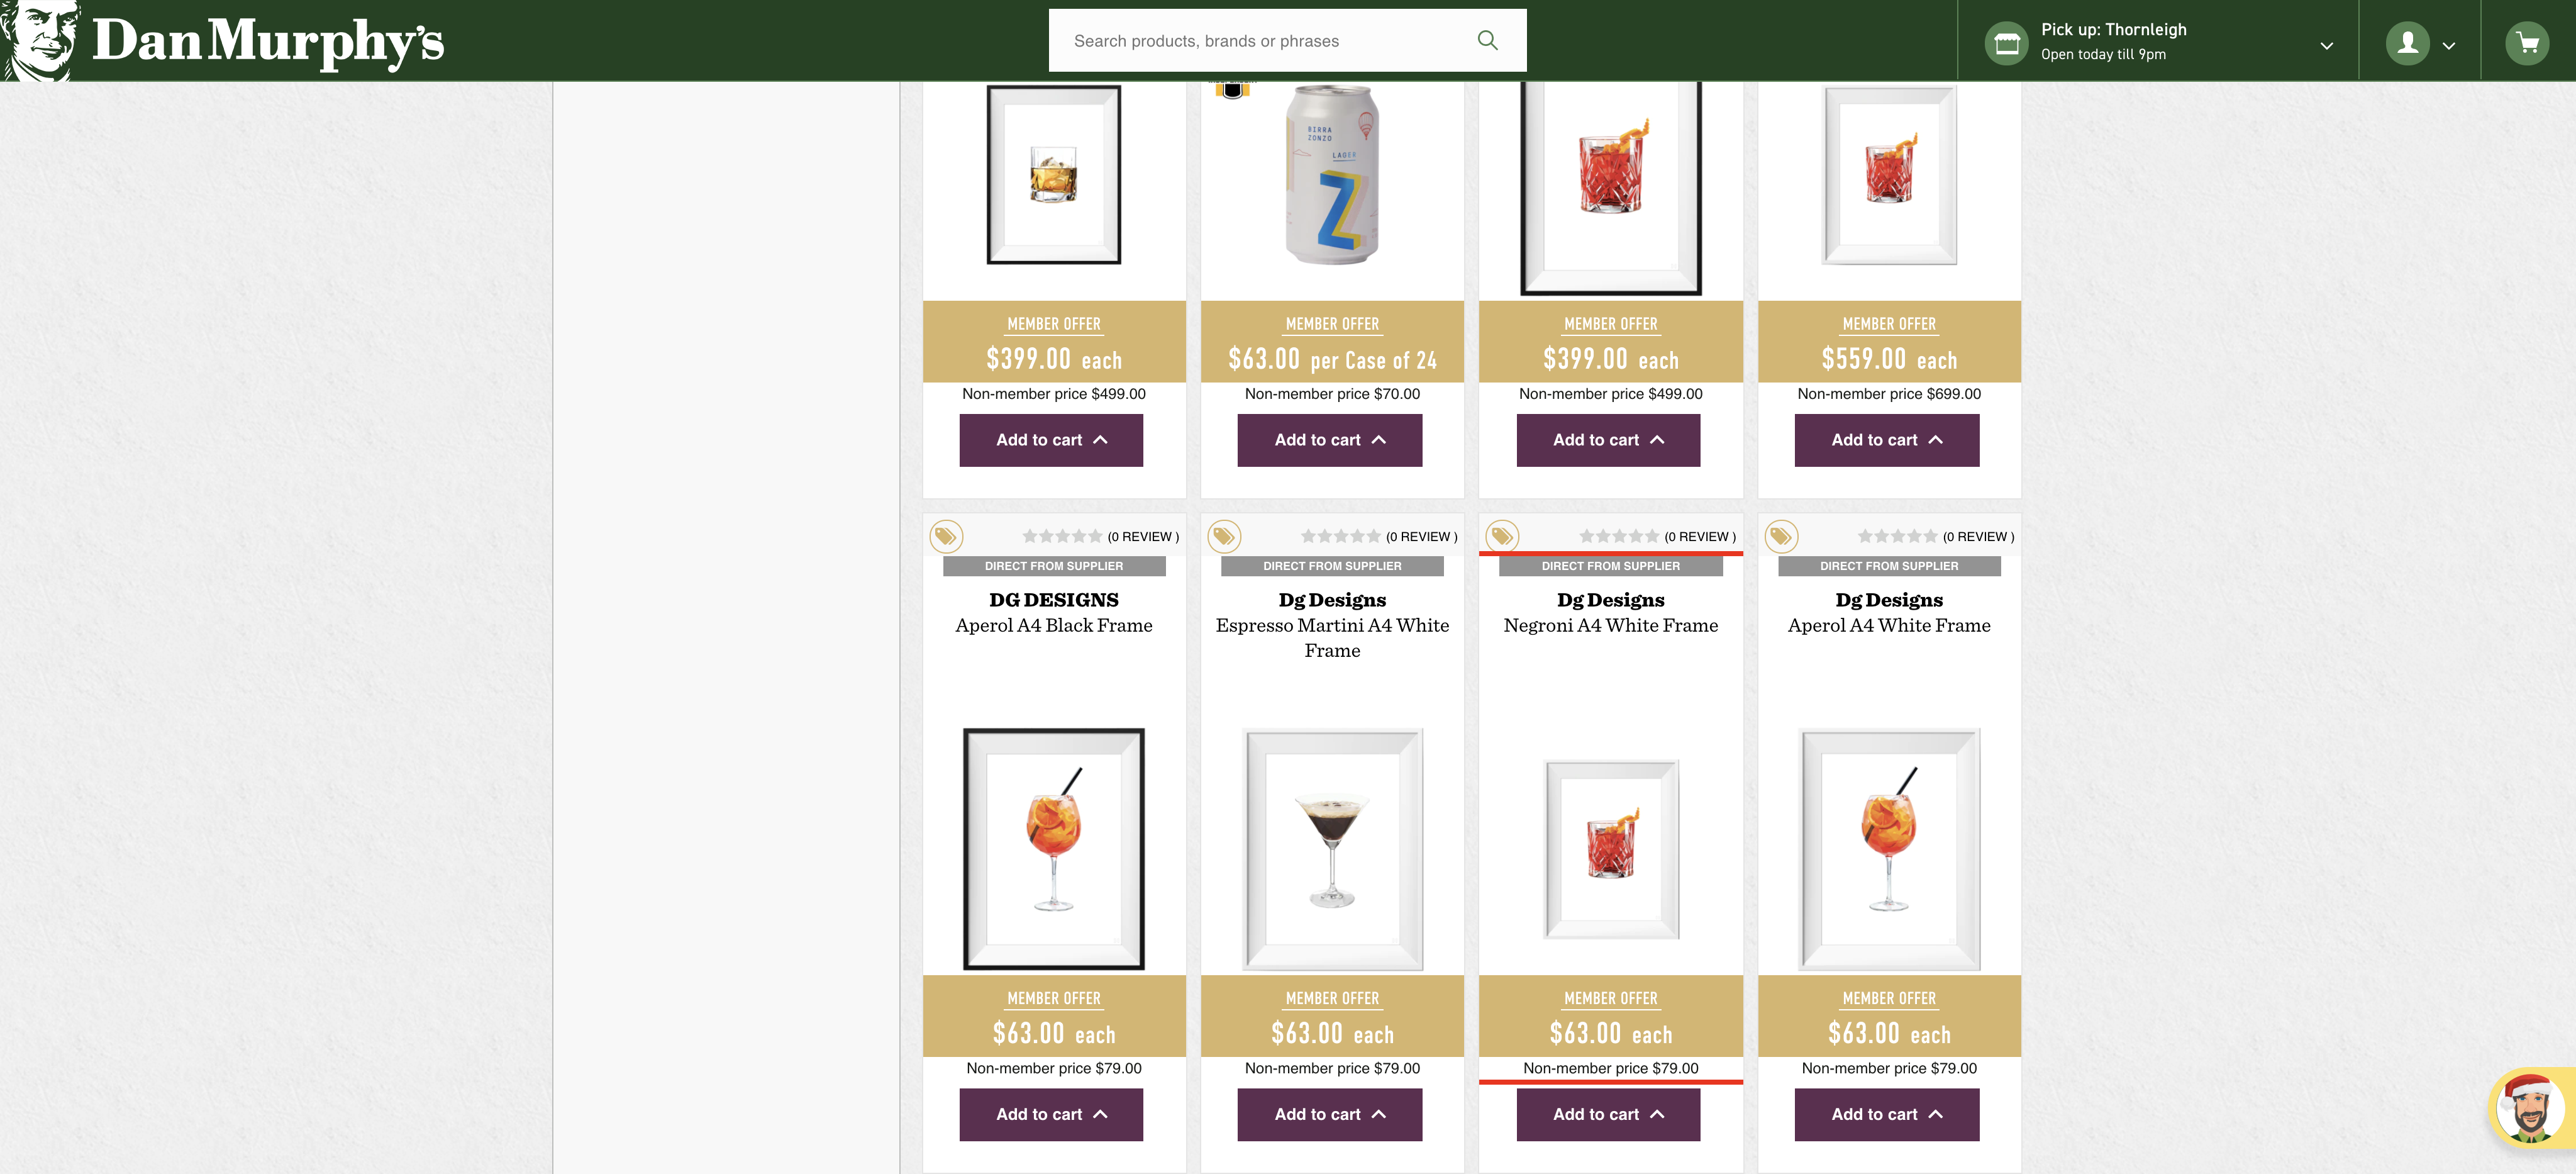 Dan Murphy's
Search products, brands or phrases
Pick up: Thornleigh
Open today till 9pm
BIRRA
ZONZO
LAGER
Z
MEMBER OFFER
$399.00 each
Non-member price $499.00
Add to cart
MEMBER OFFER
$63.00 per Case of 24
Non-member price $70.00
Add to cart
MEMBER OFFER
$399.00 each
Non-member price $499.00
Add to cart
MEMBER OFFER
$559.00 each
Non-member price $699.00
Add to cart
(0 REVIEW )
DIRECT FROM SUPPLIER
DG DESIGNS
Aperol A4 Black Frame
MEMBER OFFER
$63.00 each
Non-member price $79.00
Add to cart
(0 REVIEW )
DIRECT FROM SUPPLIER
Dg Designs
Espresso Martini A4 White
Frame
MEMBER OFFER
$63.00 each
Non-member price $79.00
Add to cart
(0 REVIEW )
DIRECT FROM SUPPLIER
Dg Designs
Negroni A4 White Frame
MEMBER OFFER
$63.00 each
Non-member price $79.00
Add to cart
(0 REVIEW )
DIRECT FROM SUPPLIER
Dg Designs
Aperol A4 White Frame
MEMBER OFFER
$63.00 each
Non-member price $79.00
Add to cart